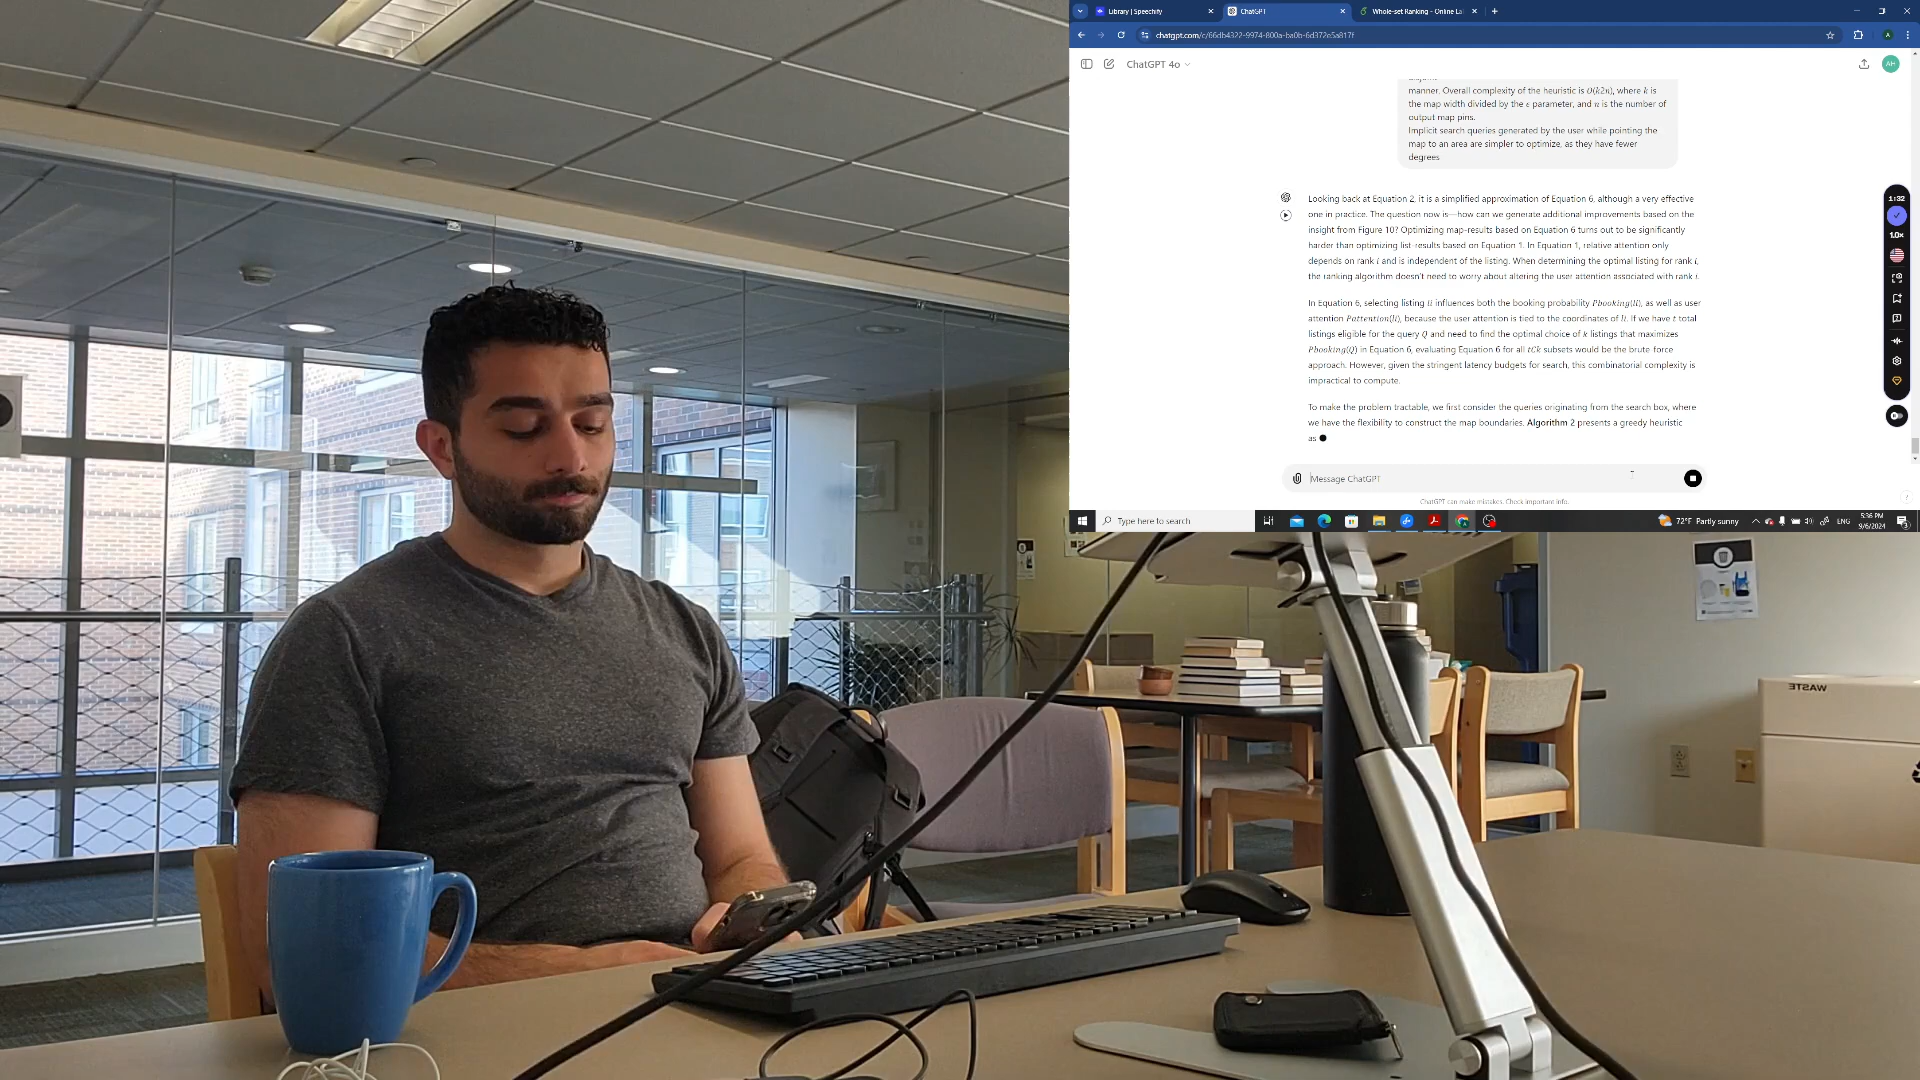 Library | Speechify
ChatGPT
Whole-set Ranking - Online La
chatgpt.com/c/66db4322-9974-800a-ba0b-6d372e5a817f
ChatGPT 4o
AH
manner. Overall complexity of the heuristic is O(k2n), where k is
the map width divided by the ϵ parameter, and n is the number of
output map pins.
Implicit search queries generated by the user while pointing the
map to an area are simpler to optimize, as they have fewer
degrees
Looking back at Equation 2, it is a simplified approximation of Equation 6, although a very effective
one in practice. The question now is—how can we generate additional improvements based on the
insight from Figure 10? Optimizing map-results based on Equation 6 turns out to be significantly
harder than optimizing list-results based on Equation 1. In Equation 1, relative attention only
depends on rank i and is independent of the listing. When determining the optimal listing for rank i,
the ranking algorithm doesn't need to worry about altering the user attention associated with rank i.
In Equation 6, selecting listing li influences both the booking probability Pbooking(li), as well as user
attention Pattention(li), because the user attention is tied to the coordinates of li. If we have t total
listings eligible for the query Q and need to find the optimal choice of k listings that maximizes
Pbooking(Q) in Equation 6, evaluating Equation 6 for all tCk subsets would be the brute force
approach. However, given the stringent latency budgets for search, this combinatorial complexity is
impractical to compute.
To make the problem tractable, we first consider the queries originating from the search box, where
we have the flexibility to construct the map boundaries. Algorithm 2 presents a greedy heuristic
as
Message ChatGPT
ChatGPT can make mistakes. Check important info.
1:32
1.0×
Type here to search
72°F Partly sunny
ENG
5:36 PM
9/6/2024
WASTE